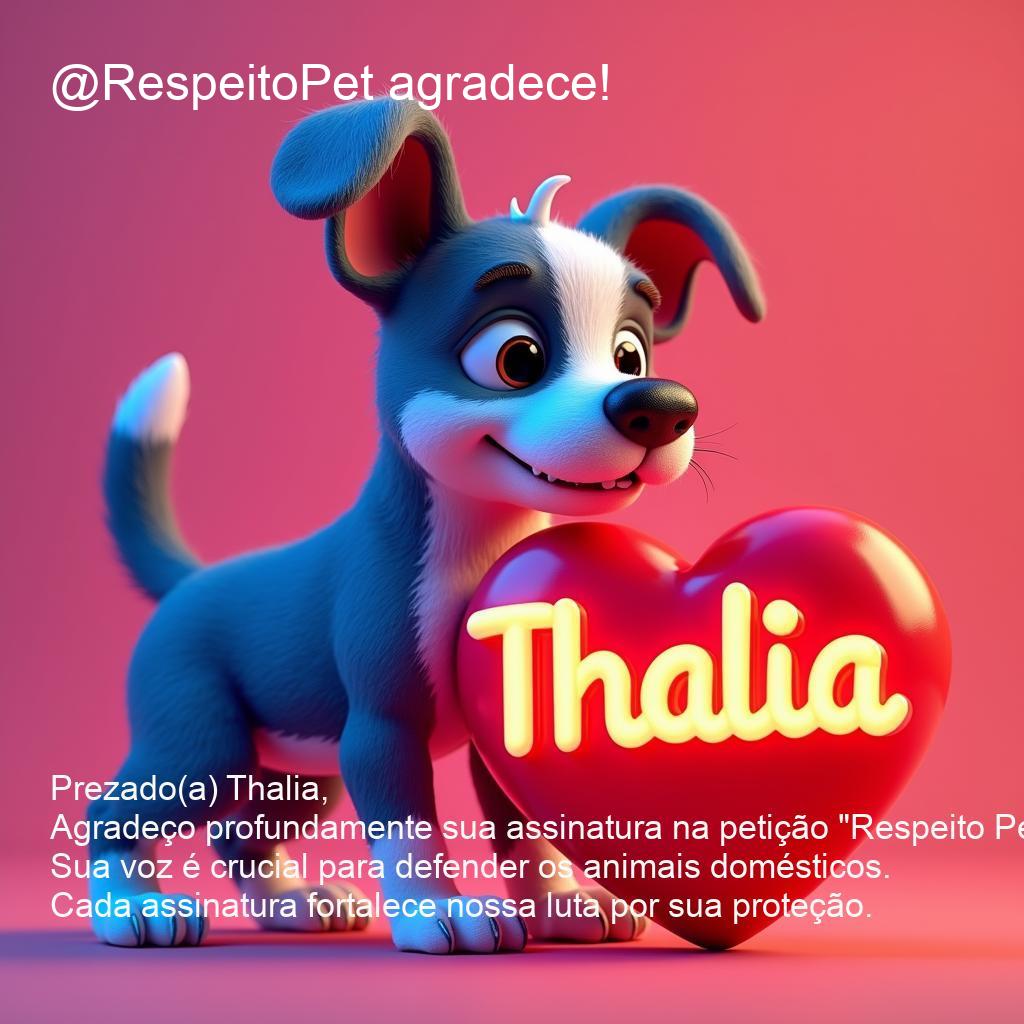 @RespeitoPet agradece!
Thalia
Prezado(a) Thalia,
Agradeço profundamente sua assinatura na petição "Respeito Pe
Sua voz é crucial para defender os animais domésticos.
Cada assinatura fortalece nossa luta por sua proteção.